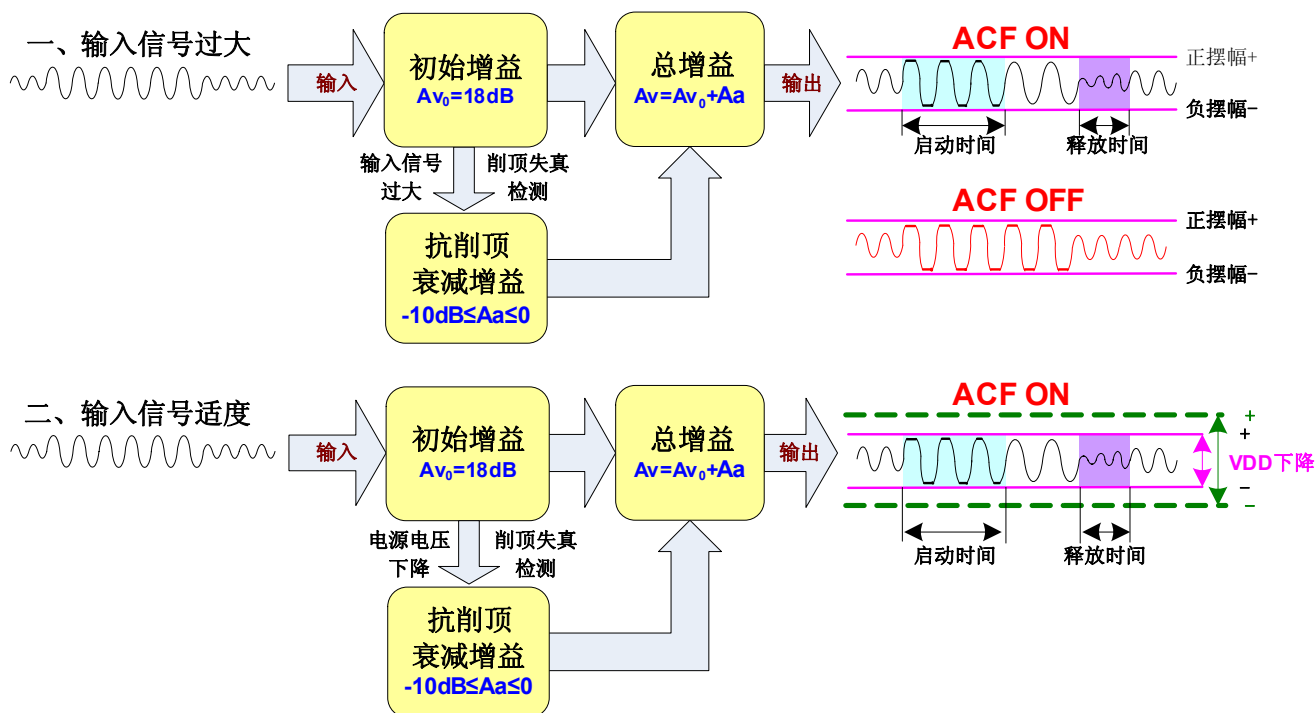 一、输入信号过大
输入
初始增益
Av₀=18dB
总增益
Av=Av₀+Aa
输出
ACF ON
正摆幅+
负摆幅−
启动时间
释放时间
输入信号
过大
削顶失真
检测
抗削顶
衰减增益
-10dB≤Aa≤0
ACF OFF
正摆幅+
负摆幅−
二、输入信号适度
输入
初始增益
Av₀=18dB
总增益
Av=Av₀+Aa
输出
ACF ON
+
+
VDD下降
−
−
启动时间
释放时间
电源电压
下降
削顶失真
检测
抗削顶
衰减增益
-10dB≤Aa≤0